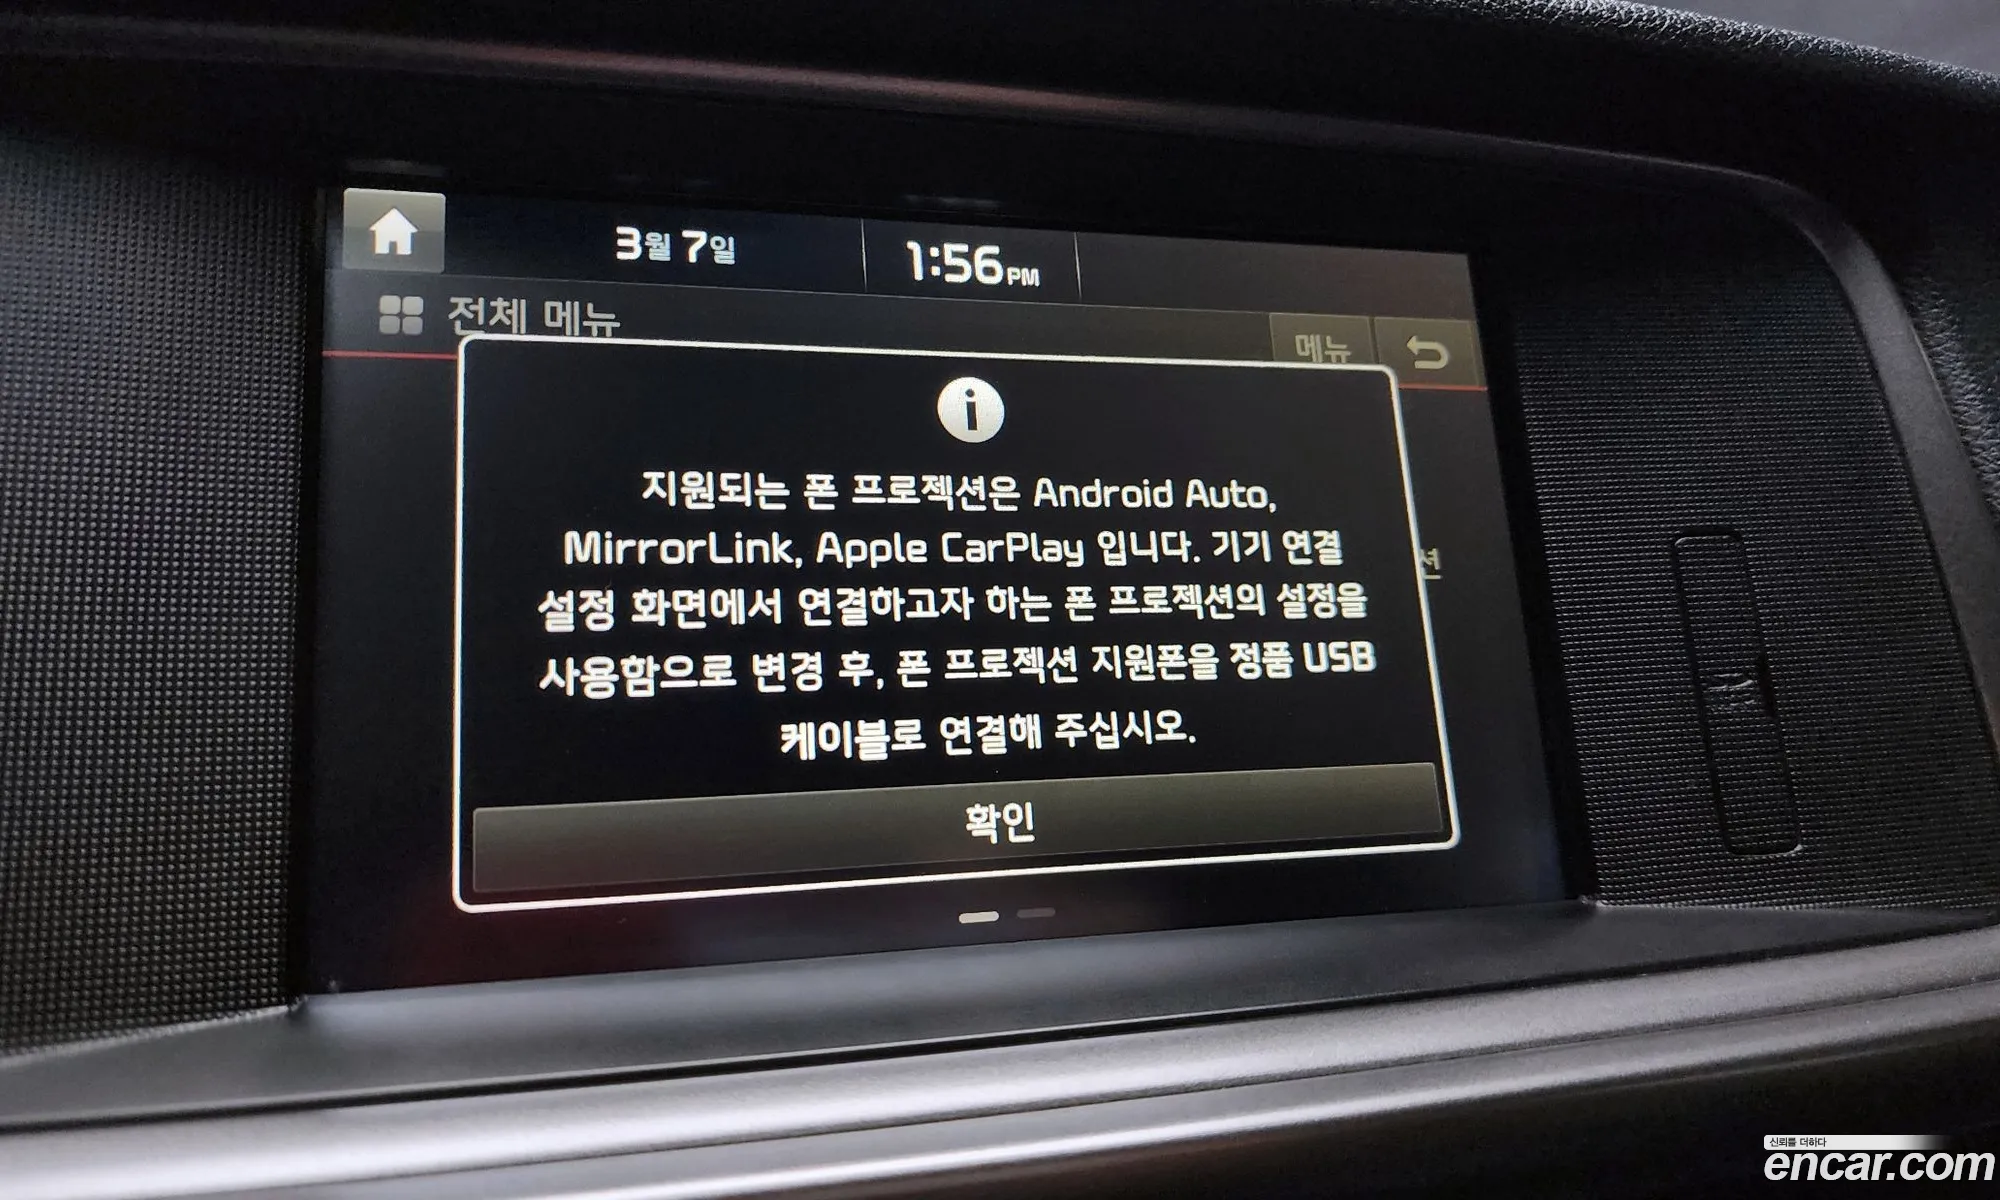 3월 7일
1:56 PM
전체 메뉴
메뉴
지원되는 폰 프로젝션은 Android Auto,
MirrorLink, Apple CarPlay 입니다. 기기 연결
설정 화면에서 연결하고자 하는 폰 프로젝션의 설정을
사용함으로 변경 후, 폰 프로젝션 지원폰을 정품 USB
케이블로 연결해 주십시오.
션
확인
신뢰를 더하다
encar.com